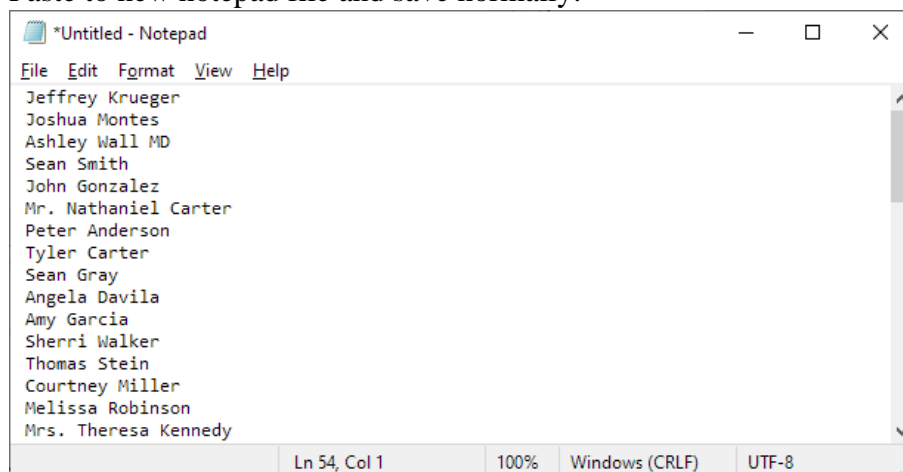 Paste to new notepad file and save normally.
*Untitled - Notepad
File Edit Format View Help
Jeffrey Krueger
Joshua Montes
Ashley Wall MD
Sean Smith
John Gonzalez
Mr. Nathaniel Carter
Peter Anderson
Tyler Carter
Sean Gray
Angela Davila
Amy Garcia
Sherri Walker
Thomas Stein
Courtney Miller
Melissa Robinson
Mrs. Theresa Kennedy
Ln 54, Col 1 100% Windows (CRLF) UTF-8